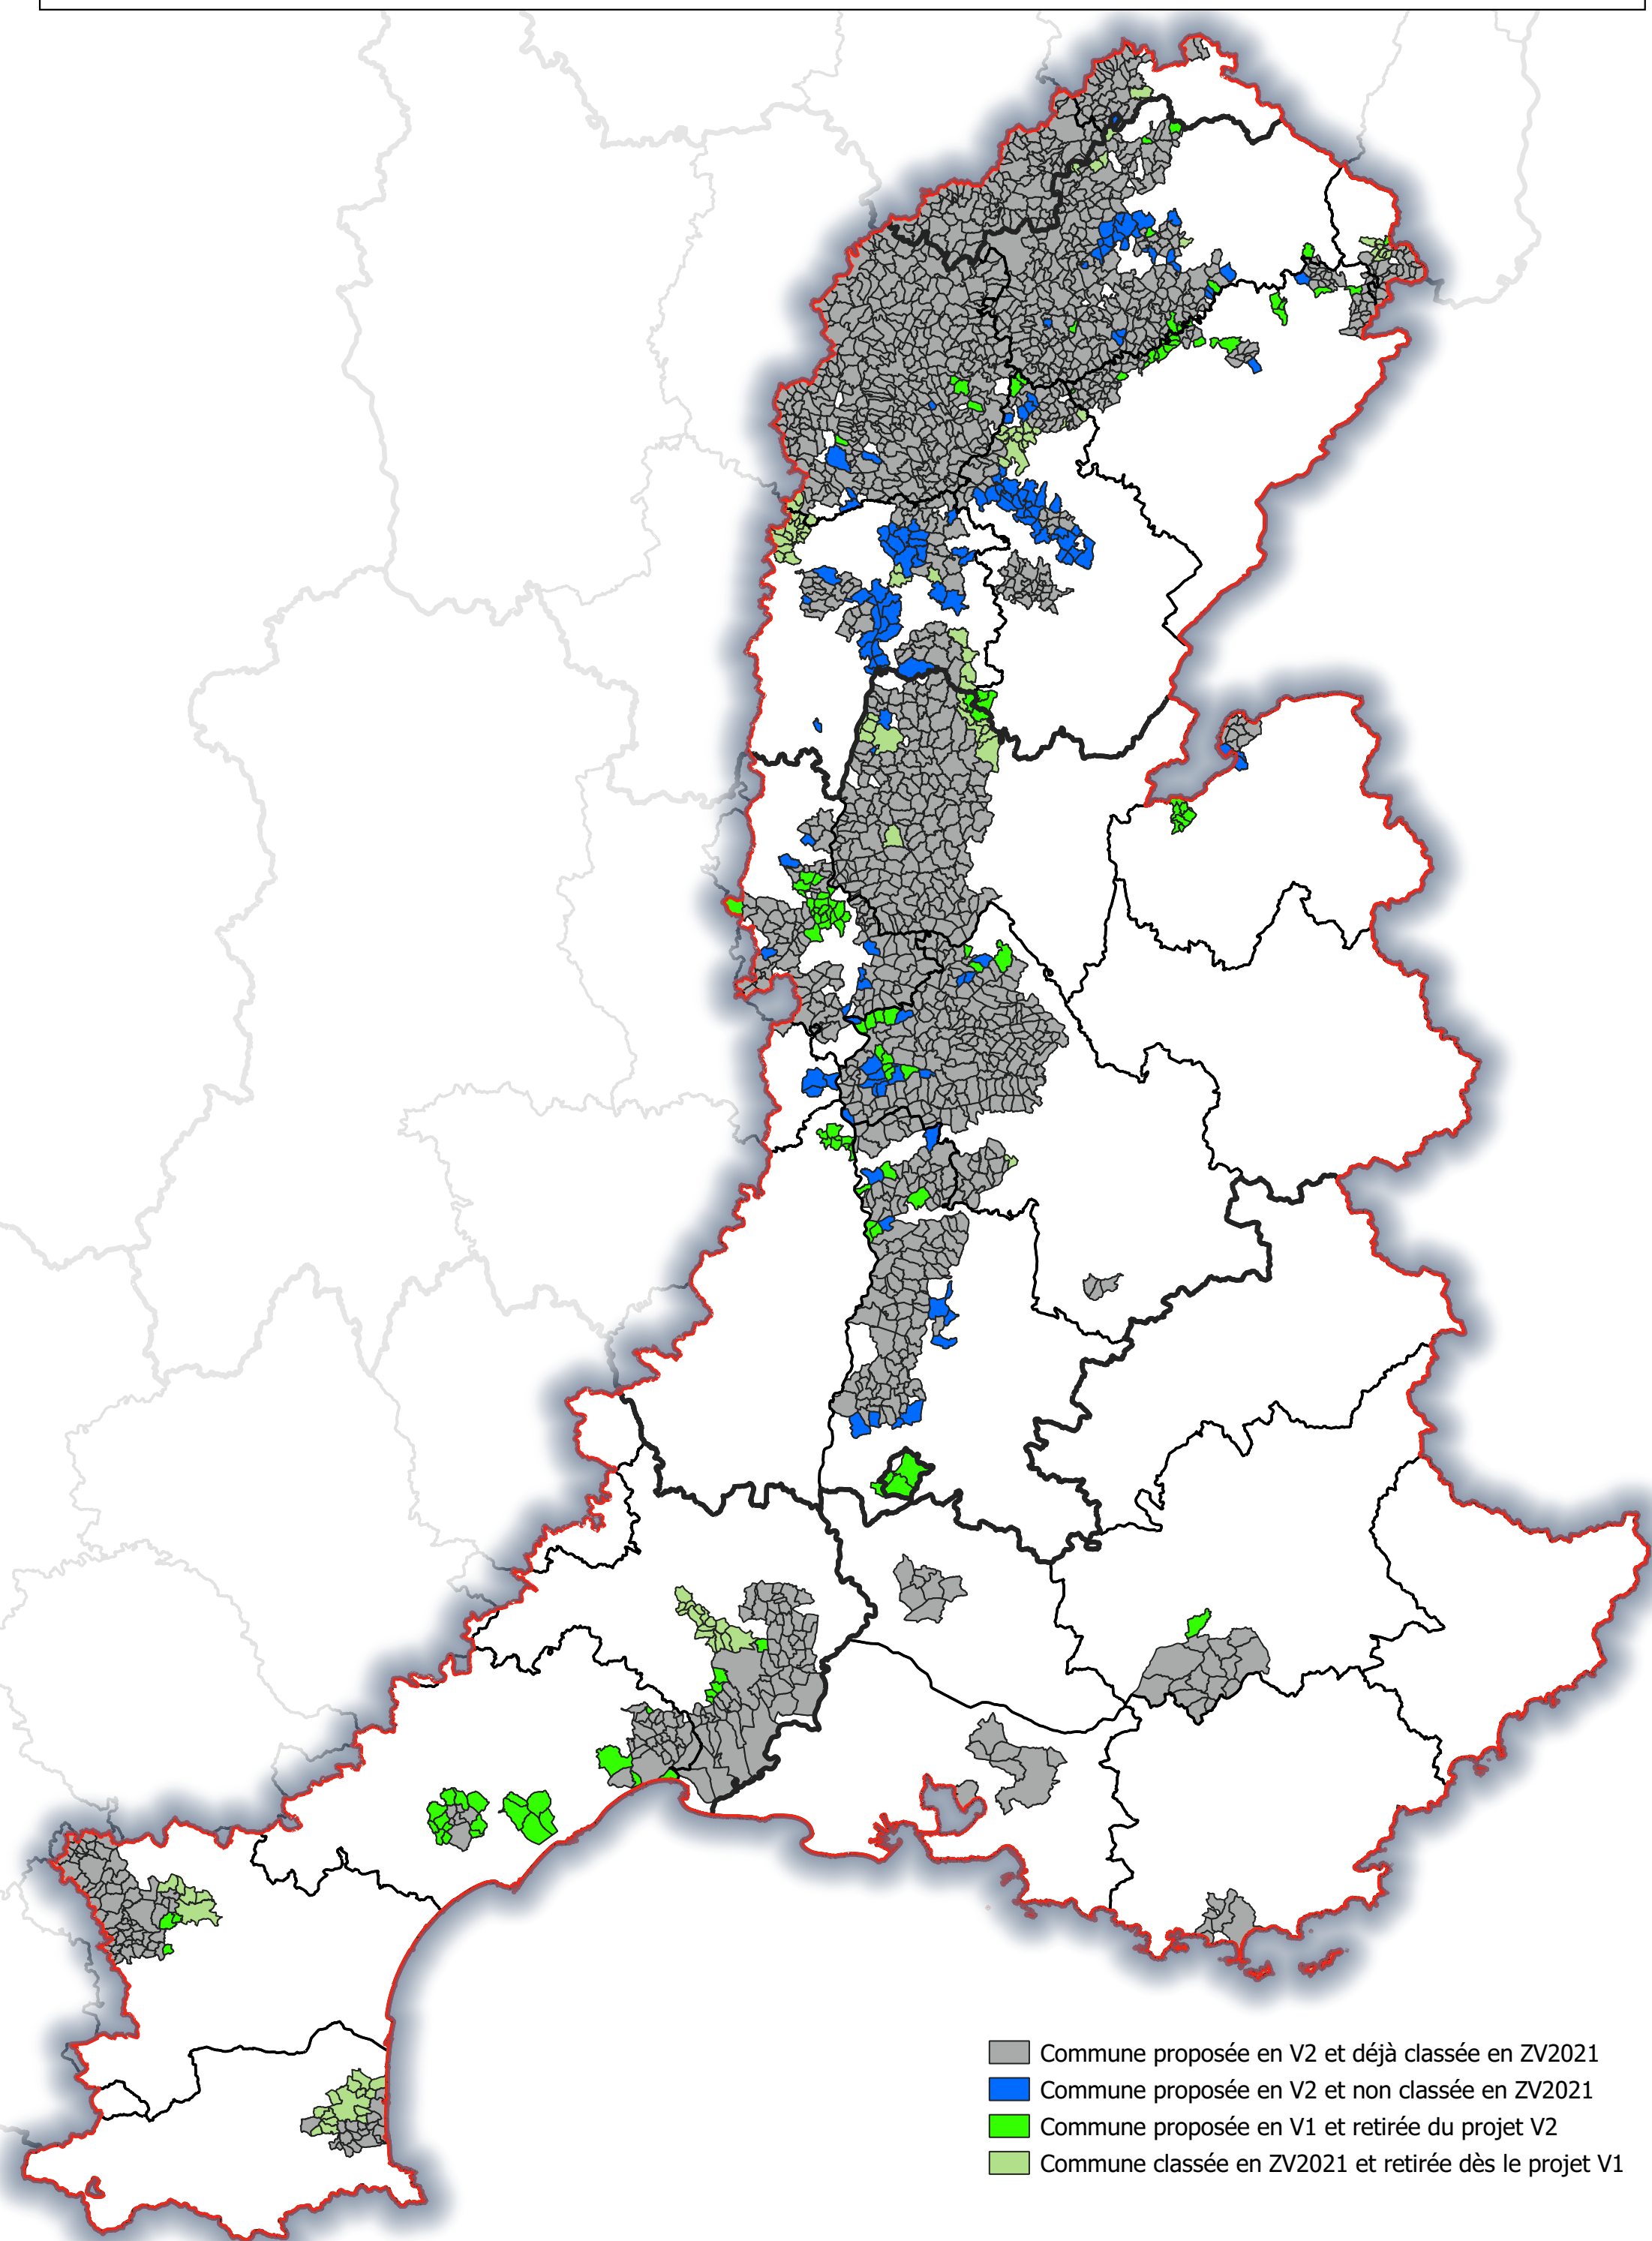 Commune proposée en V2 et déjà classée en ZV2021
Commune proposée en V2 et non classée en ZV2021
Commune proposée en V1 et retirée du projet V2
Commune classée en ZV2021 et retirée dès le projet V1